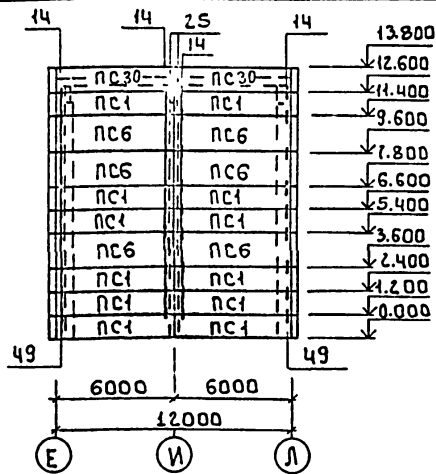 14 14 25 14
14
13.800
12.600
11.400
9.600
7.800
6.600
5.400
3.600
2.400
1.200
0.000
ПС30 ПС30
ПС1 ПС1
ПС6 ПС6
ПС6 ПС6
ПС1 ПС1
ПС1 ПС1
ПС6 ПС6
ПС1 ПС1
ПС1 ПС1
ПС1 ПС1
49 49
6000 6000
12000
Е И Л